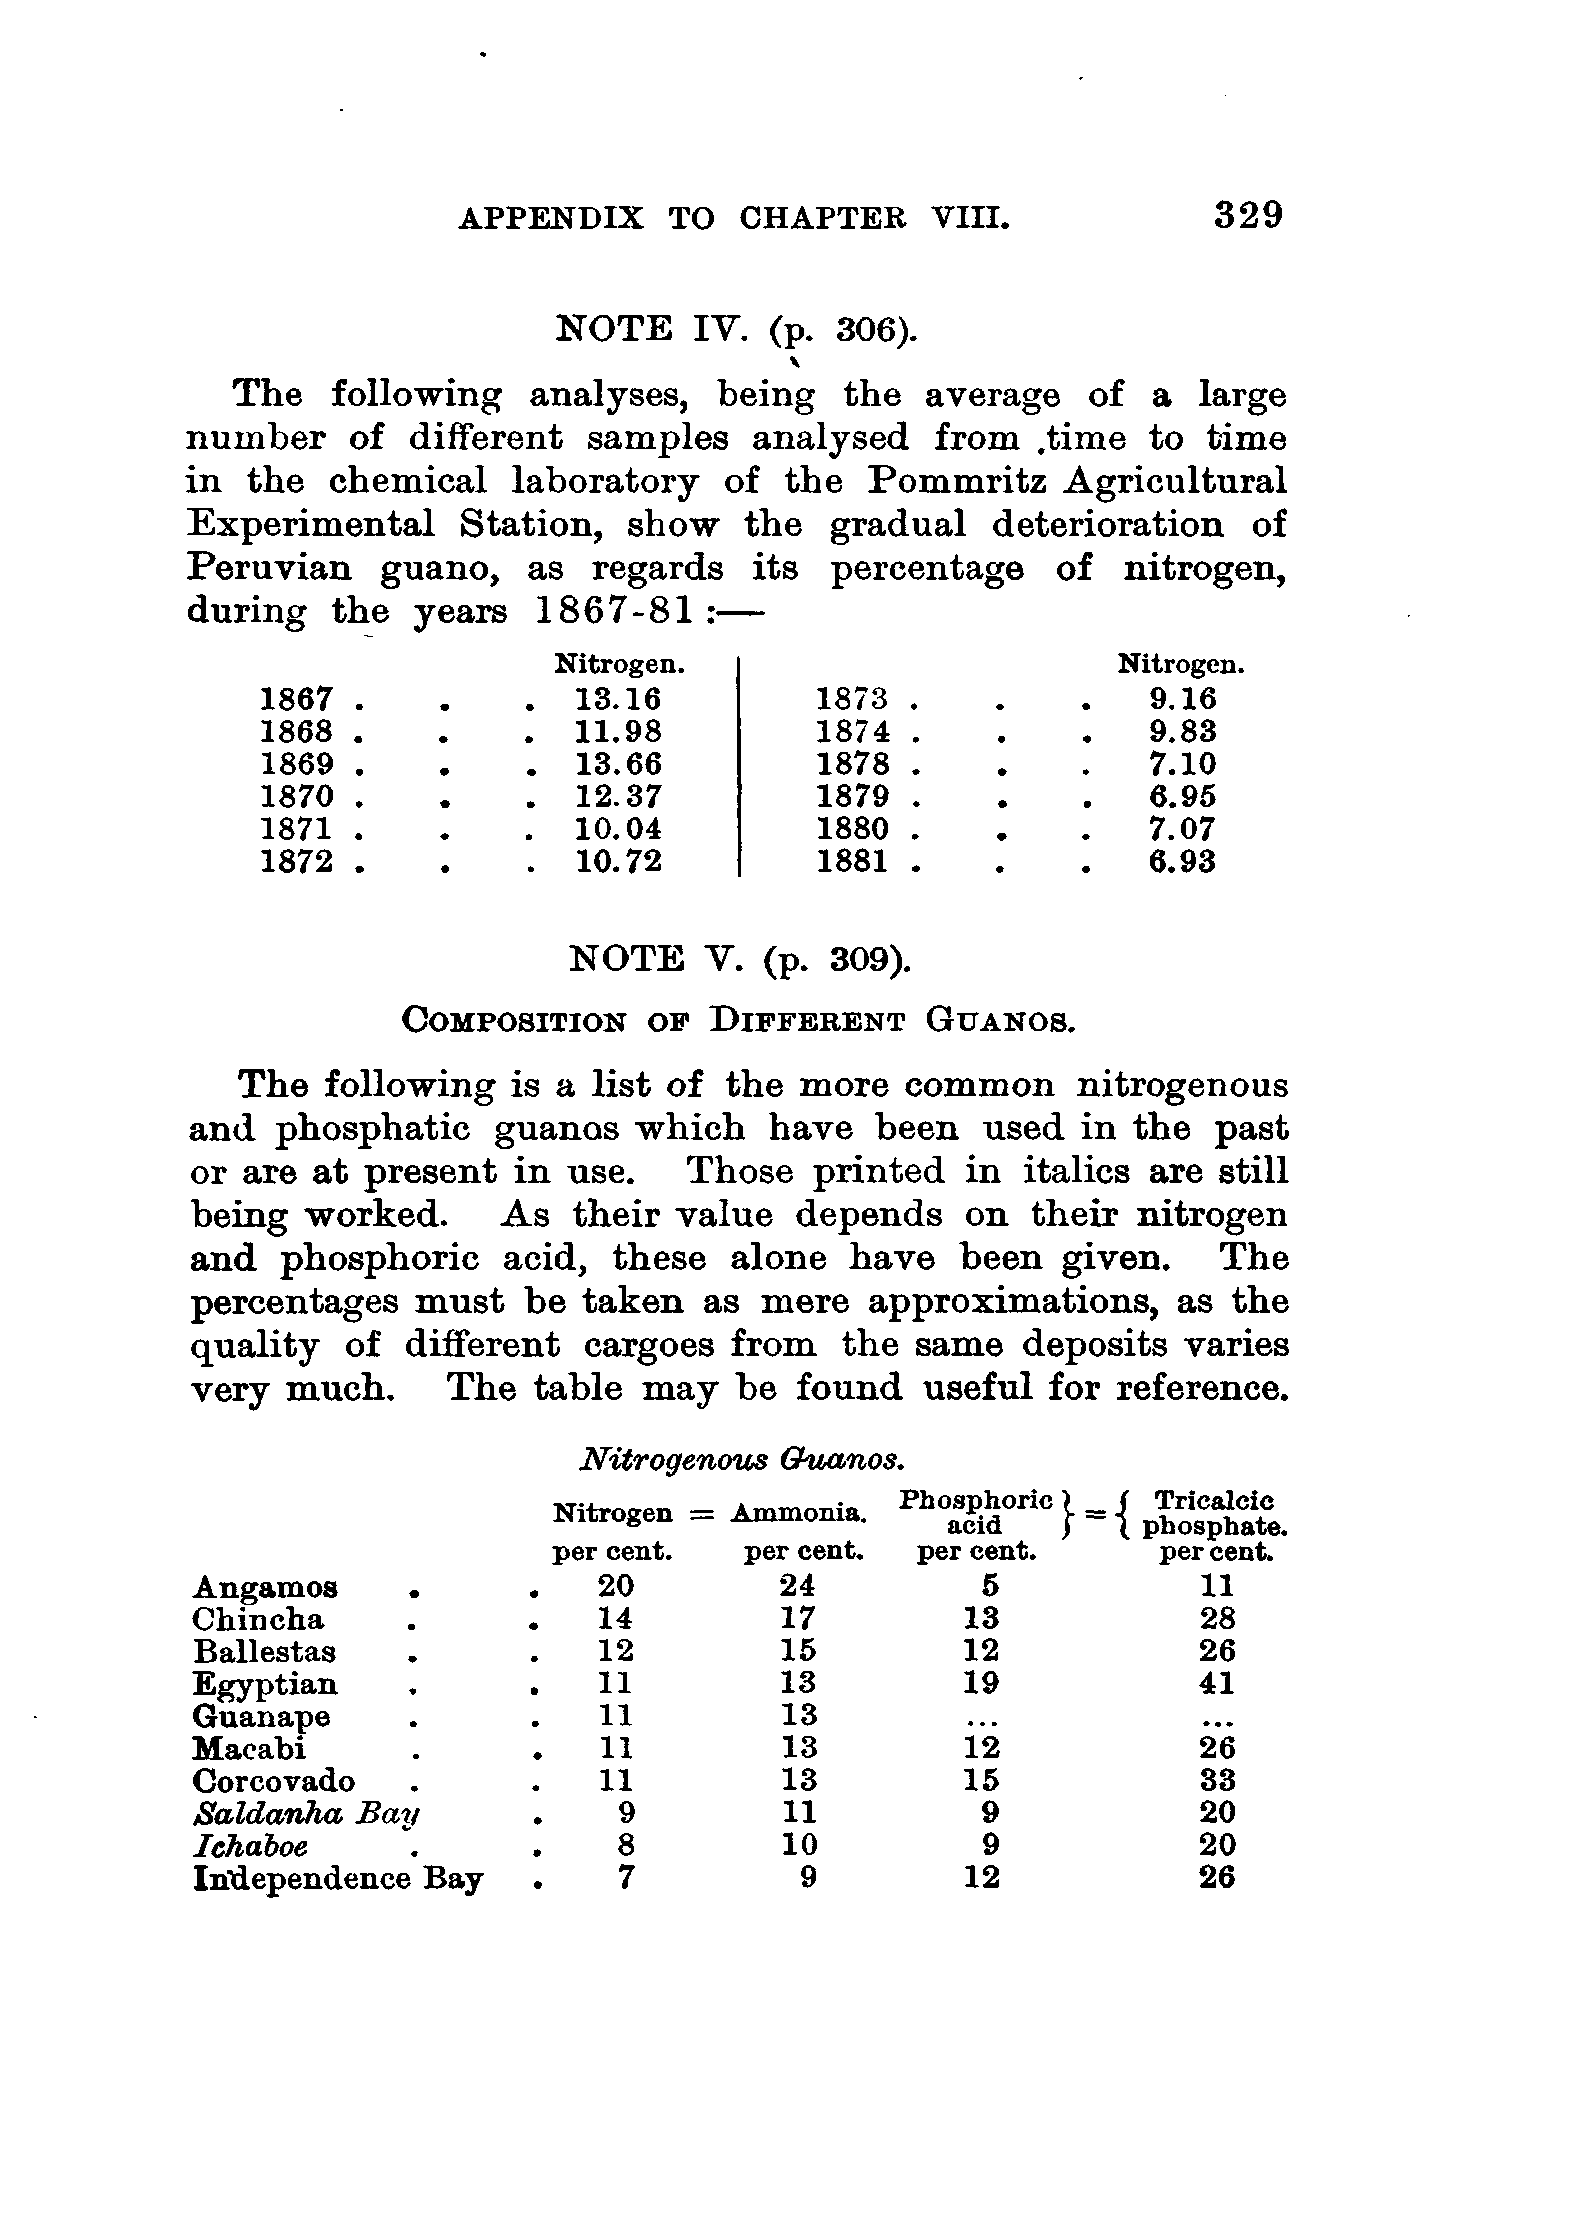 APPENDIX TO CHAPTER VIII. 329
NOTE IV. (p. 306).
The following analyses, being the average of a large
number of different samples analysed from .time to time
in the chemical laboratory of the Pommritz Agricultural
Experimental Station, show the gradual deterioration of
Peruvian guano, as regards its percentage of nitrogen,
during the years 1867-81 :—
Nitrogen. Nitrogen.
1867 . . . 13.16 1873 . . . 9.16
1868 . . . 11.98 1874 . . . 9.83
1869 . . . 13.66 1878 . . . 7.10
1870 . . . 12.37 1879 . . . 6.95
1871 . . . 10.04 1880 . . . 7.07
1872 . . . 10.72 1881 . . . 6.93
NOTE V. (p. 309).
COMPOSITION OF DIFFERENT GUANOS.
The following is a list of the more common nitrogenous
and phosphatic guanos which have been used in the past
or are at present in use. Those printed in italics are still
being worked. As their value depends on their nitrogen
and phosphoric acid, these alone have been given. The
percentages must be taken as mere approximations, as the
quality of different cargoes from the same deposits varies
very much. The table may be found useful for reference.
Nitrogenous Guanos.
Nitrogen = Ammonia. Phosphoric acid } = { Tricalcic phosphate.
per cent. per cent. per cent. per cent.
Angamos . . 20 24 5 11
Chincha . . 14 17 13 28
Ballestas . . 12 15 12 26
Egyptian . . 11 13 19 41
Guanape . . 11 13 ... ...
Macabi . . 11 13 12 26
Corcovado . . 11 13 15 33
Saldanha Bay . 9 11 9 20
Ichaboe . . 8 10 9 20
Independence Bay . 7 9 12 26